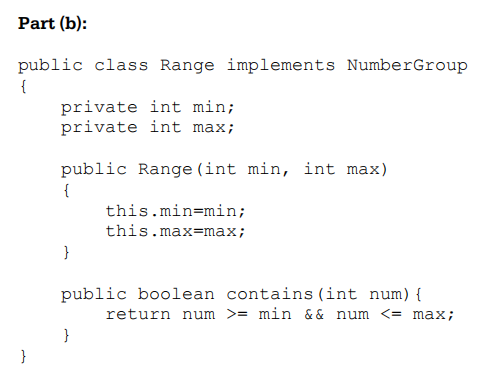 Part (b):
public class Range implements NumberGroup
{
    private int min;
    private int max;
    public Range(int min, int max)
    {
        this.min=min;
        this.max=max;
    }
    public boolean contains(int num){
        return num >= min && num <= max;
    }
}